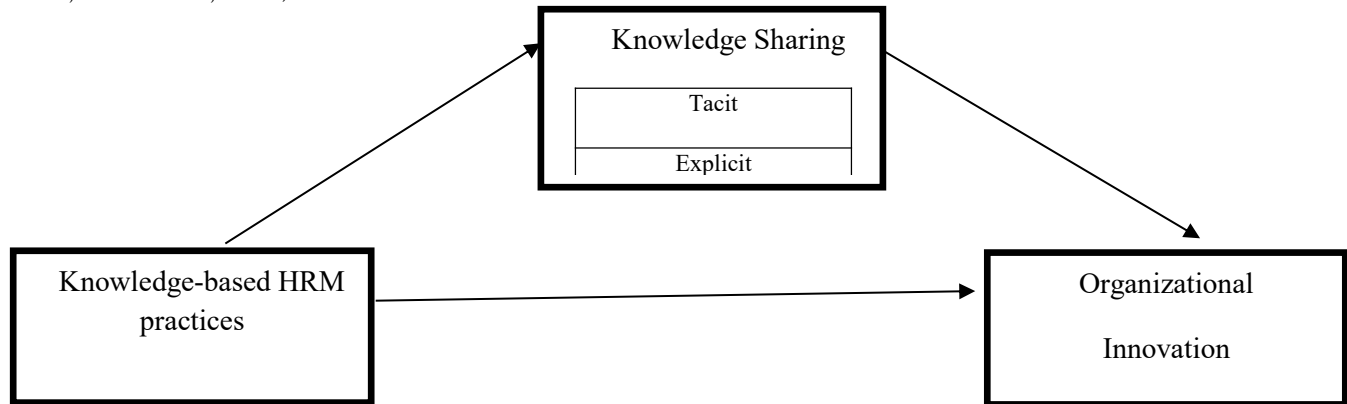 Knowledge Sharing
Tacit
Explicit
Knowledge-based HRM
practices
Organizational
Innovation